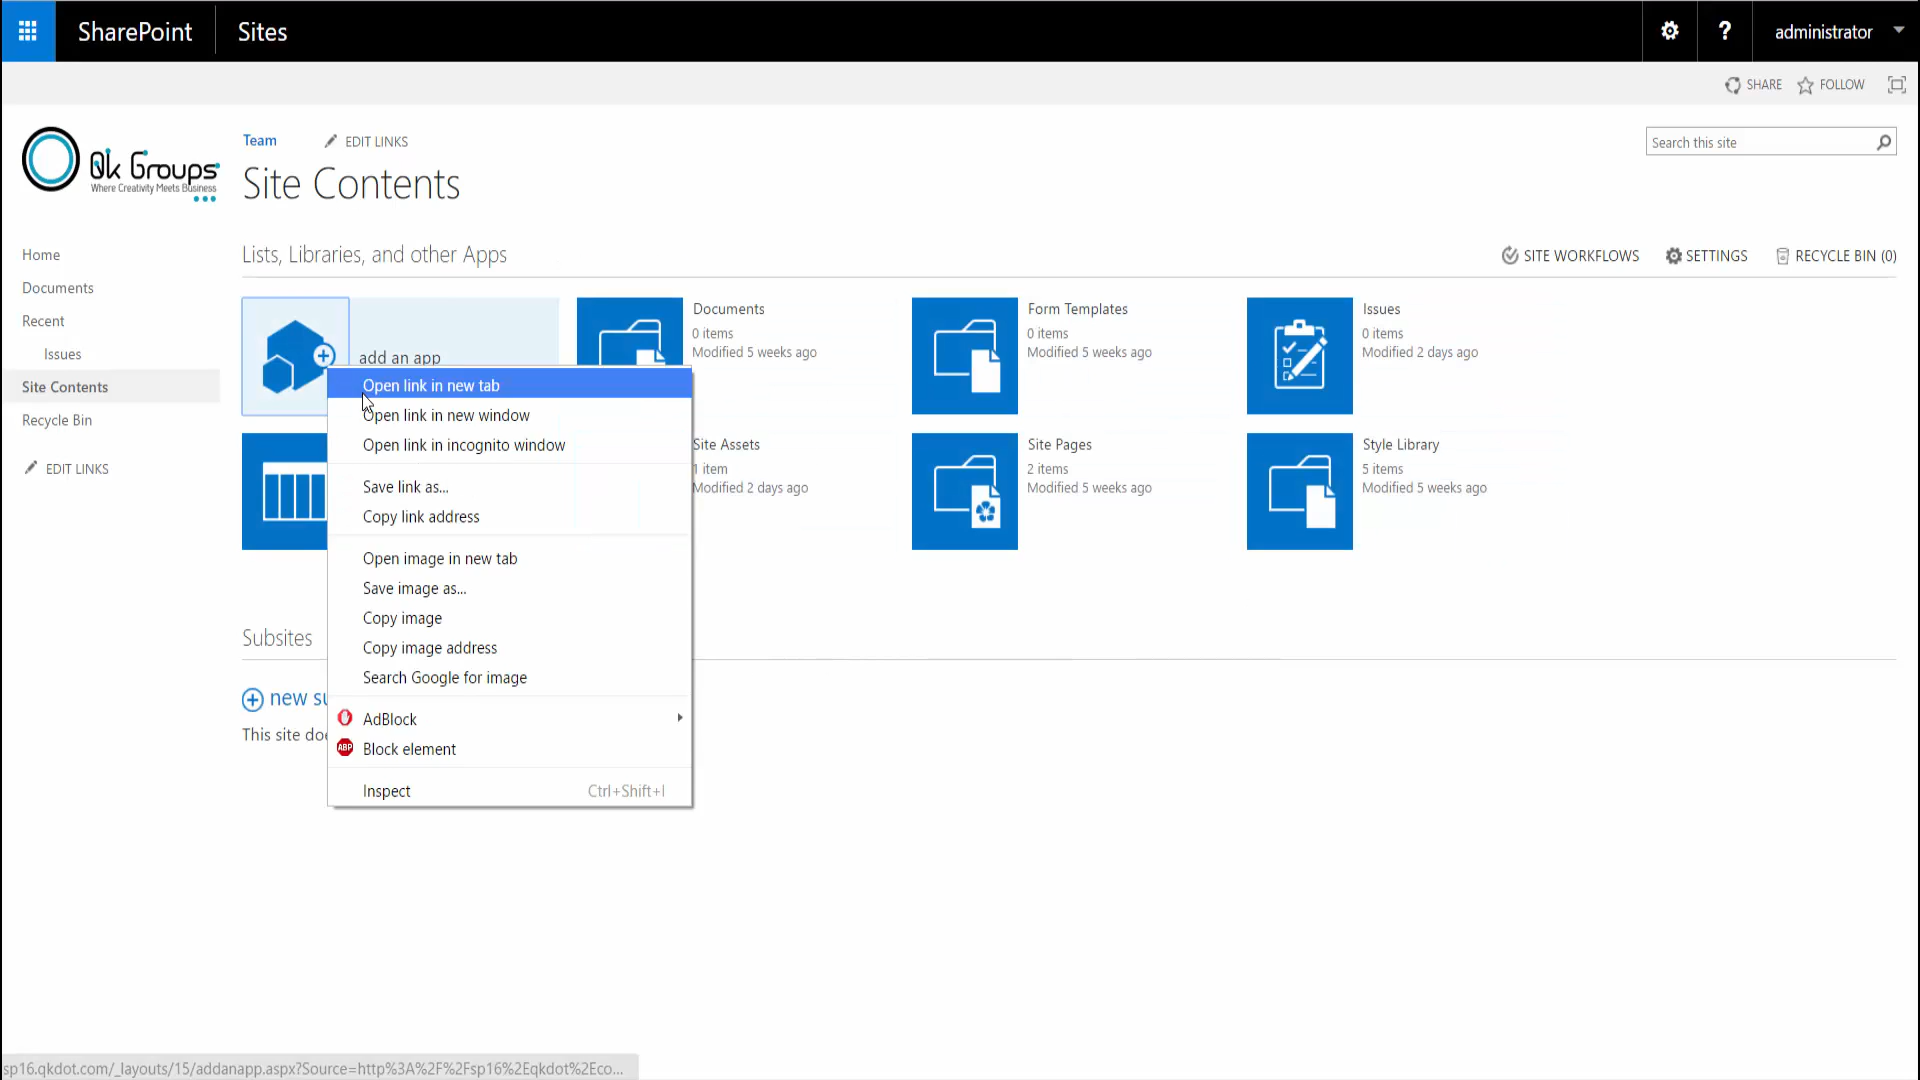 SharePoint
Sites
?
administrator
SHARE
FOLLOW
Qk Groups
Where Creativity Meets Business
Team
EDIT LINKS
Search this site
Site Contents
Home
Documents
Recent
Issues
Site Contents
Recycle Bin
EDIT LINKS
Lists, Libraries, and other Apps
SITE WORKFLOWS
SETTINGS
RECYCLE BIN (0)
add an app
Documents
0 items
Modified 5 weeks ago
Form Templates
0 items
Modified 5 weeks ago
Issues
0 items
Modified 2 days ago
Site Assets
1 item
Modified 2 days ago
Site Pages
2 items
Modified 5 weeks ago
Style Library
5 items
Modified 5 weeks ago
Open link in new tab
Open link in new window
Open link in incognito window
Save link as...
Copy link address
Open image in new tab
Save image as...
Copy image
Copy image address
Search Google for image
AdBlock
ABP
Block element
Inspect
Ctrl+Shift+I
Subsites
new
This site
sp16.qkdot.com/_layouts/15/addanapp.aspx?Source=http%3A%2F%2Fsp16%2Eqkdot%2Eco...